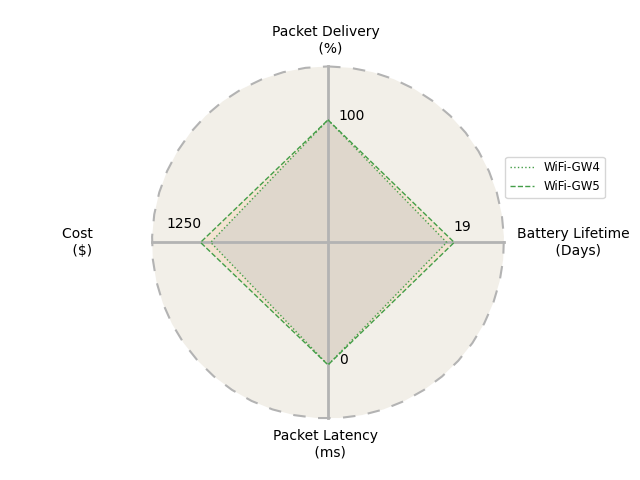 Packet Delivery
(%)
100
WiFi-GW4
WiFi-GW5
1250
19
Cost
($)
Battery Lifetime
(Days)
0
Packet Latency
(ms)